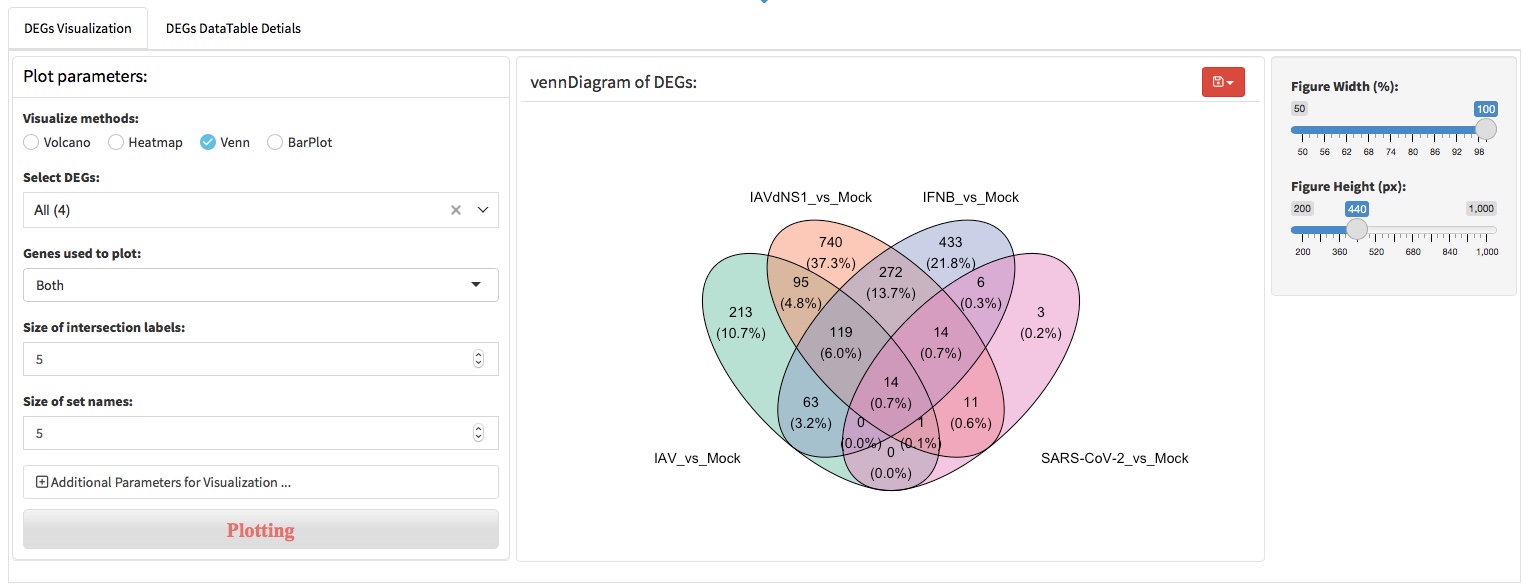 DEGs Visualization
DEGs DataTable Detials
Plot parameters:
Visualize methods:
Volcano Heatmap Venn BarPlot
Select DEGs:
All (4)
Genes used to plot:
Both
Size of intersection labels:
5
Size of set names:
5
Additional Parameters for Visualization ...
Plotting
vennDiagram of DEGs:
IAVdNS1_vs_Mock IFNB_vs_Mock
740
(37.3%)
433
(21.8%)
272
(13.7%)
95
(4.8%)
6
(0.3%)
213
(10.7%)
3
(0.2%)
119
(6.0%)
14
(0.7%)
14
(0.7%)
63
(3.2%)
11
(0.6%)
0
(0.0%)
1
(0.1%)
0
(0.0%)
IAV_vs_Mock
SARS-CoV-2_vs_Mock
Figure Width (%):
50 100
50 56 62 68 74 80 86 92 98
Figure Height (px):
200 440 1,000
200 360 520 680 840 1,000